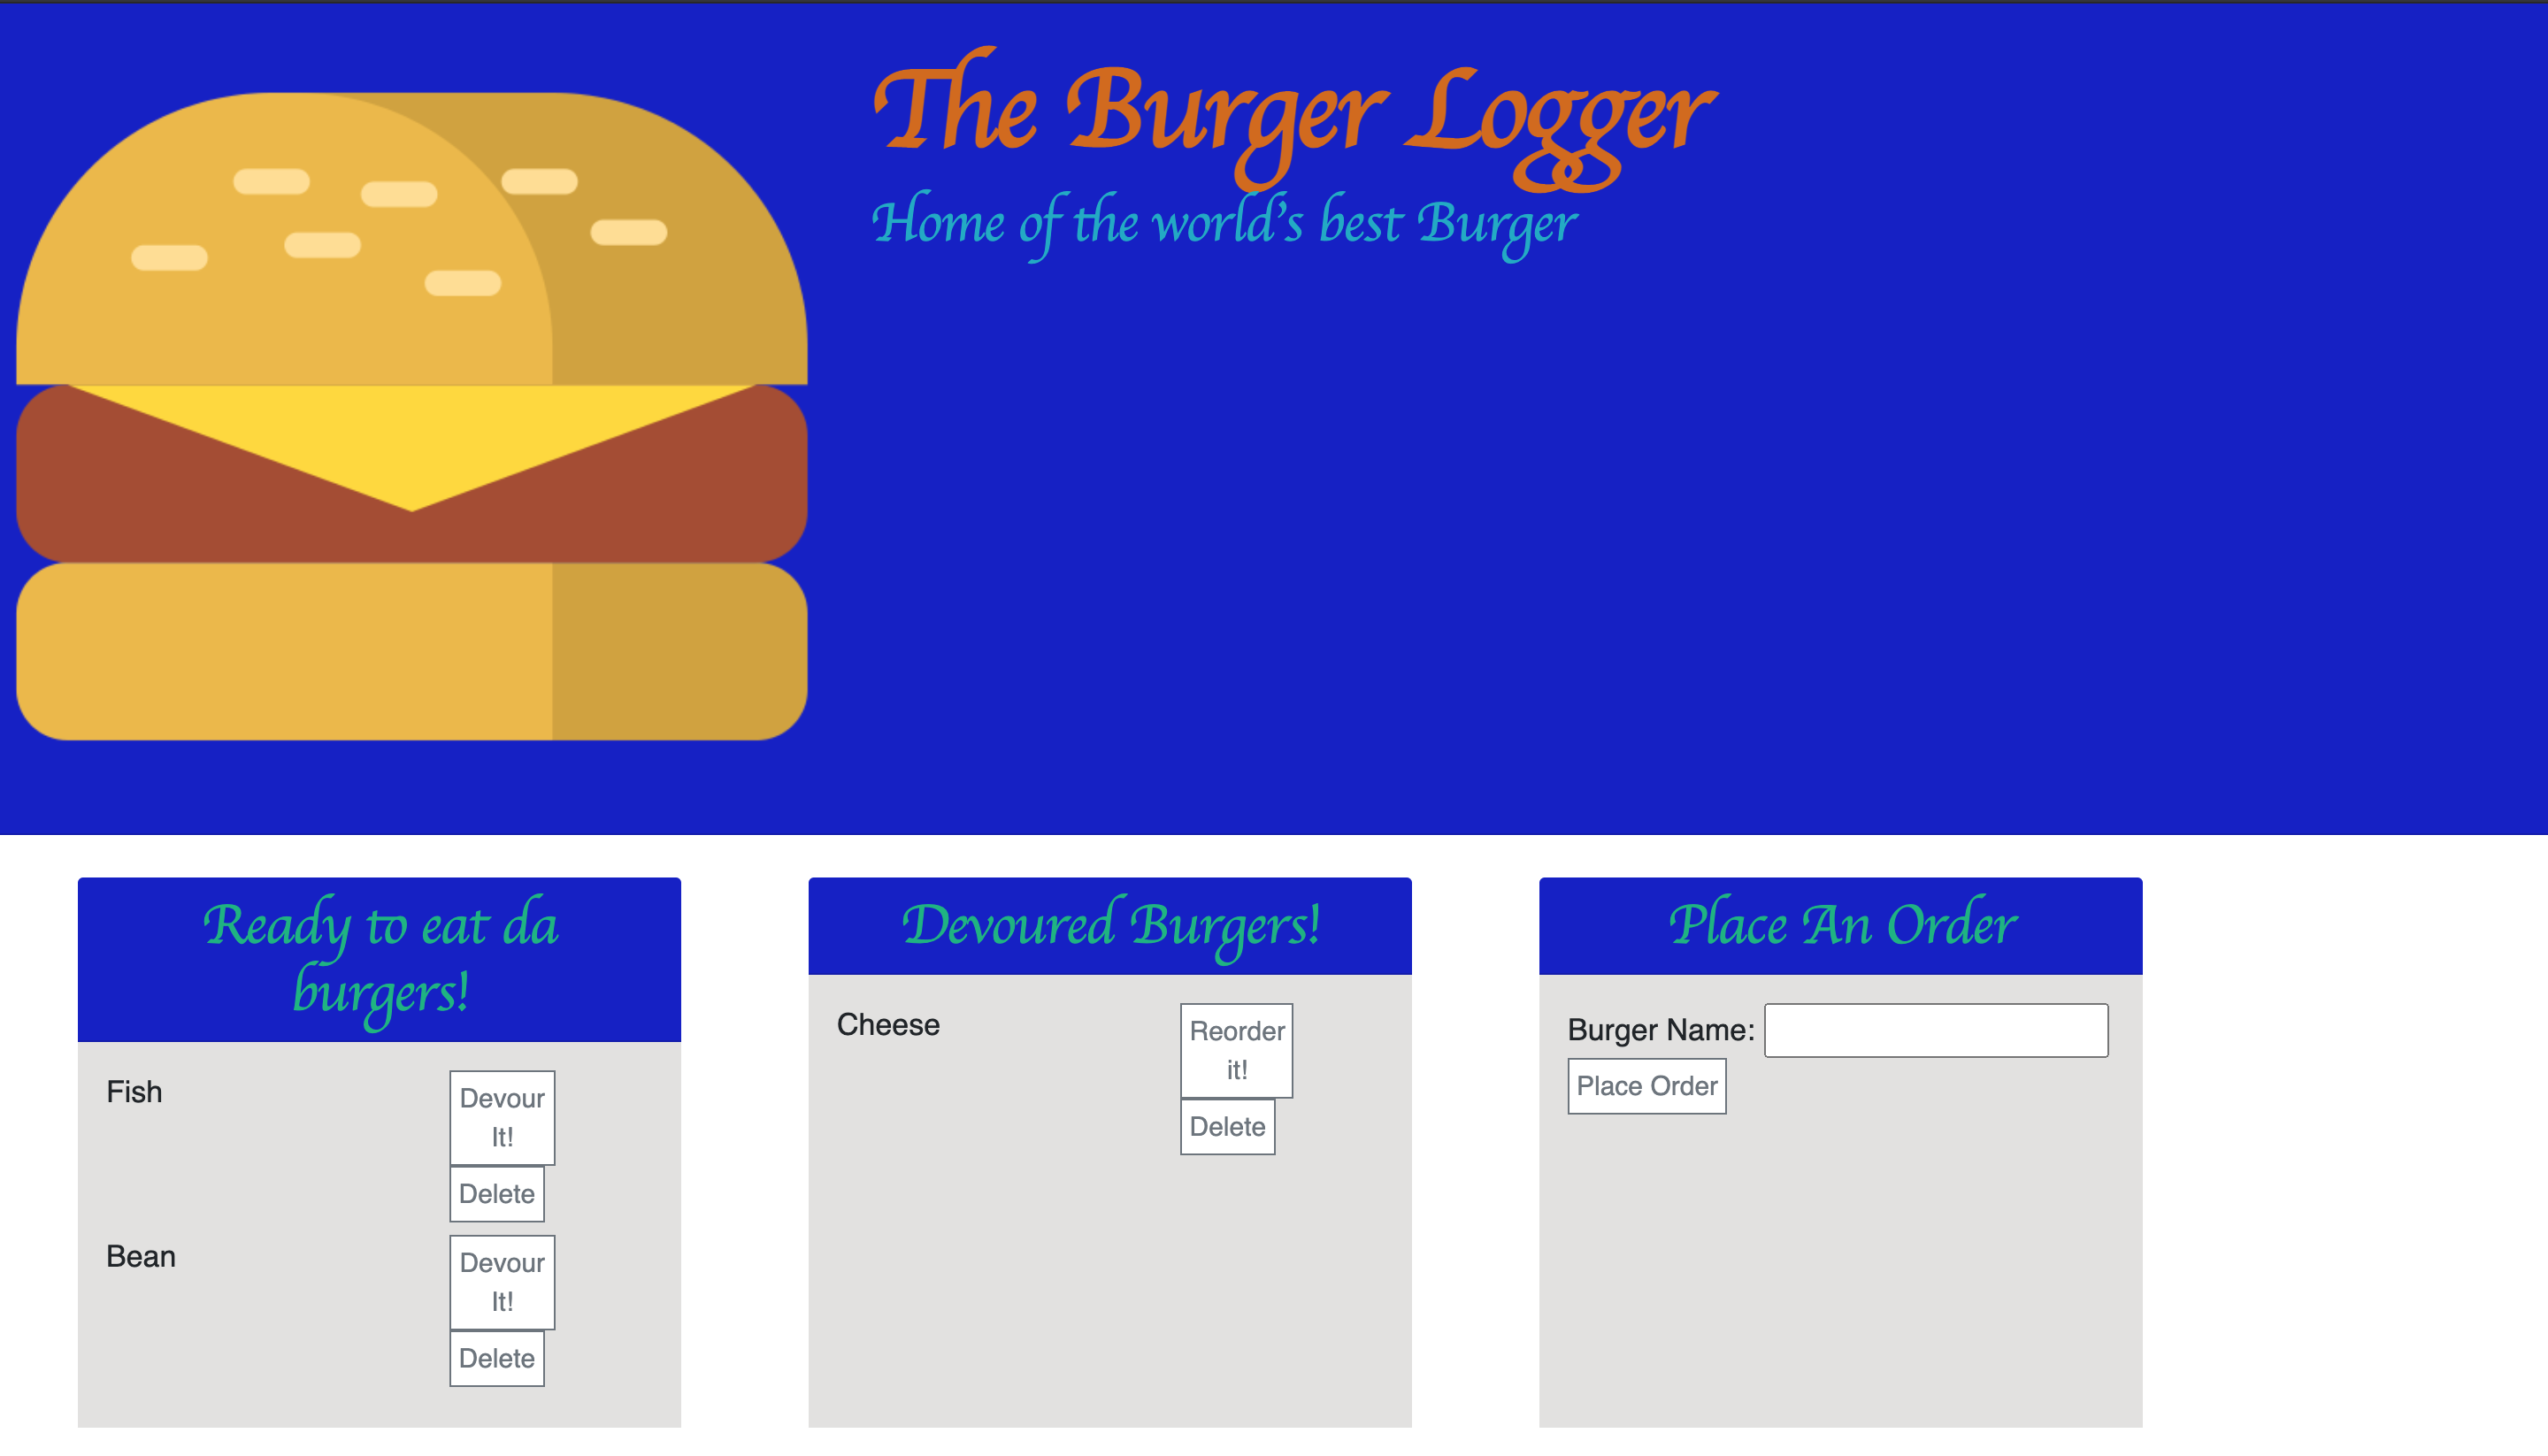 The Burger Logger
Home of the world's best Burger
Ready to eat da
burgers!
Fish
Devour
It!
Delete
Bean
Devour
It!
Delete
Devoured Burgers!
Cheese
Reorder
it!
Delete
Place An Order
Burger Name:
Place Order